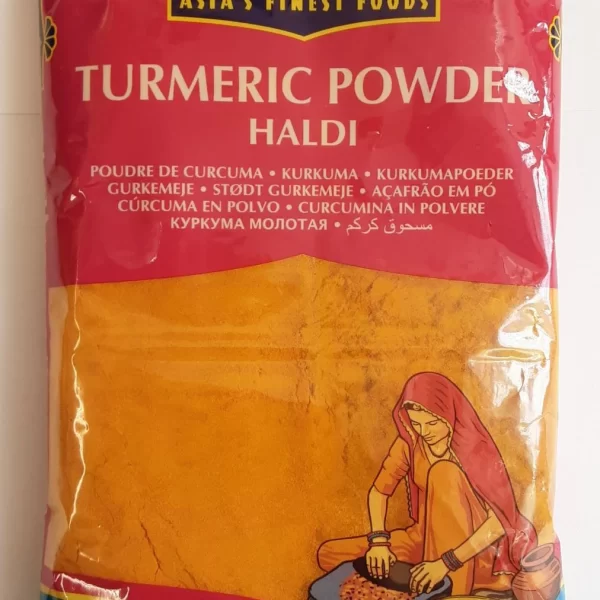 ASIA'S FINEST FOODS
TURMERIC POWDER
HALDI
POUDRE DE CURCUMA • KURKUMA • KURKUMAPOEDER
GURKEMEJE • STØDT GURKEMEJE • AÇAFRÃO EM PÓ
CÚRCUMA EN POLVO • CURCUMINA IN POLVERE
КУРКУМА МОЛОТАЯ • مسحوق كركم